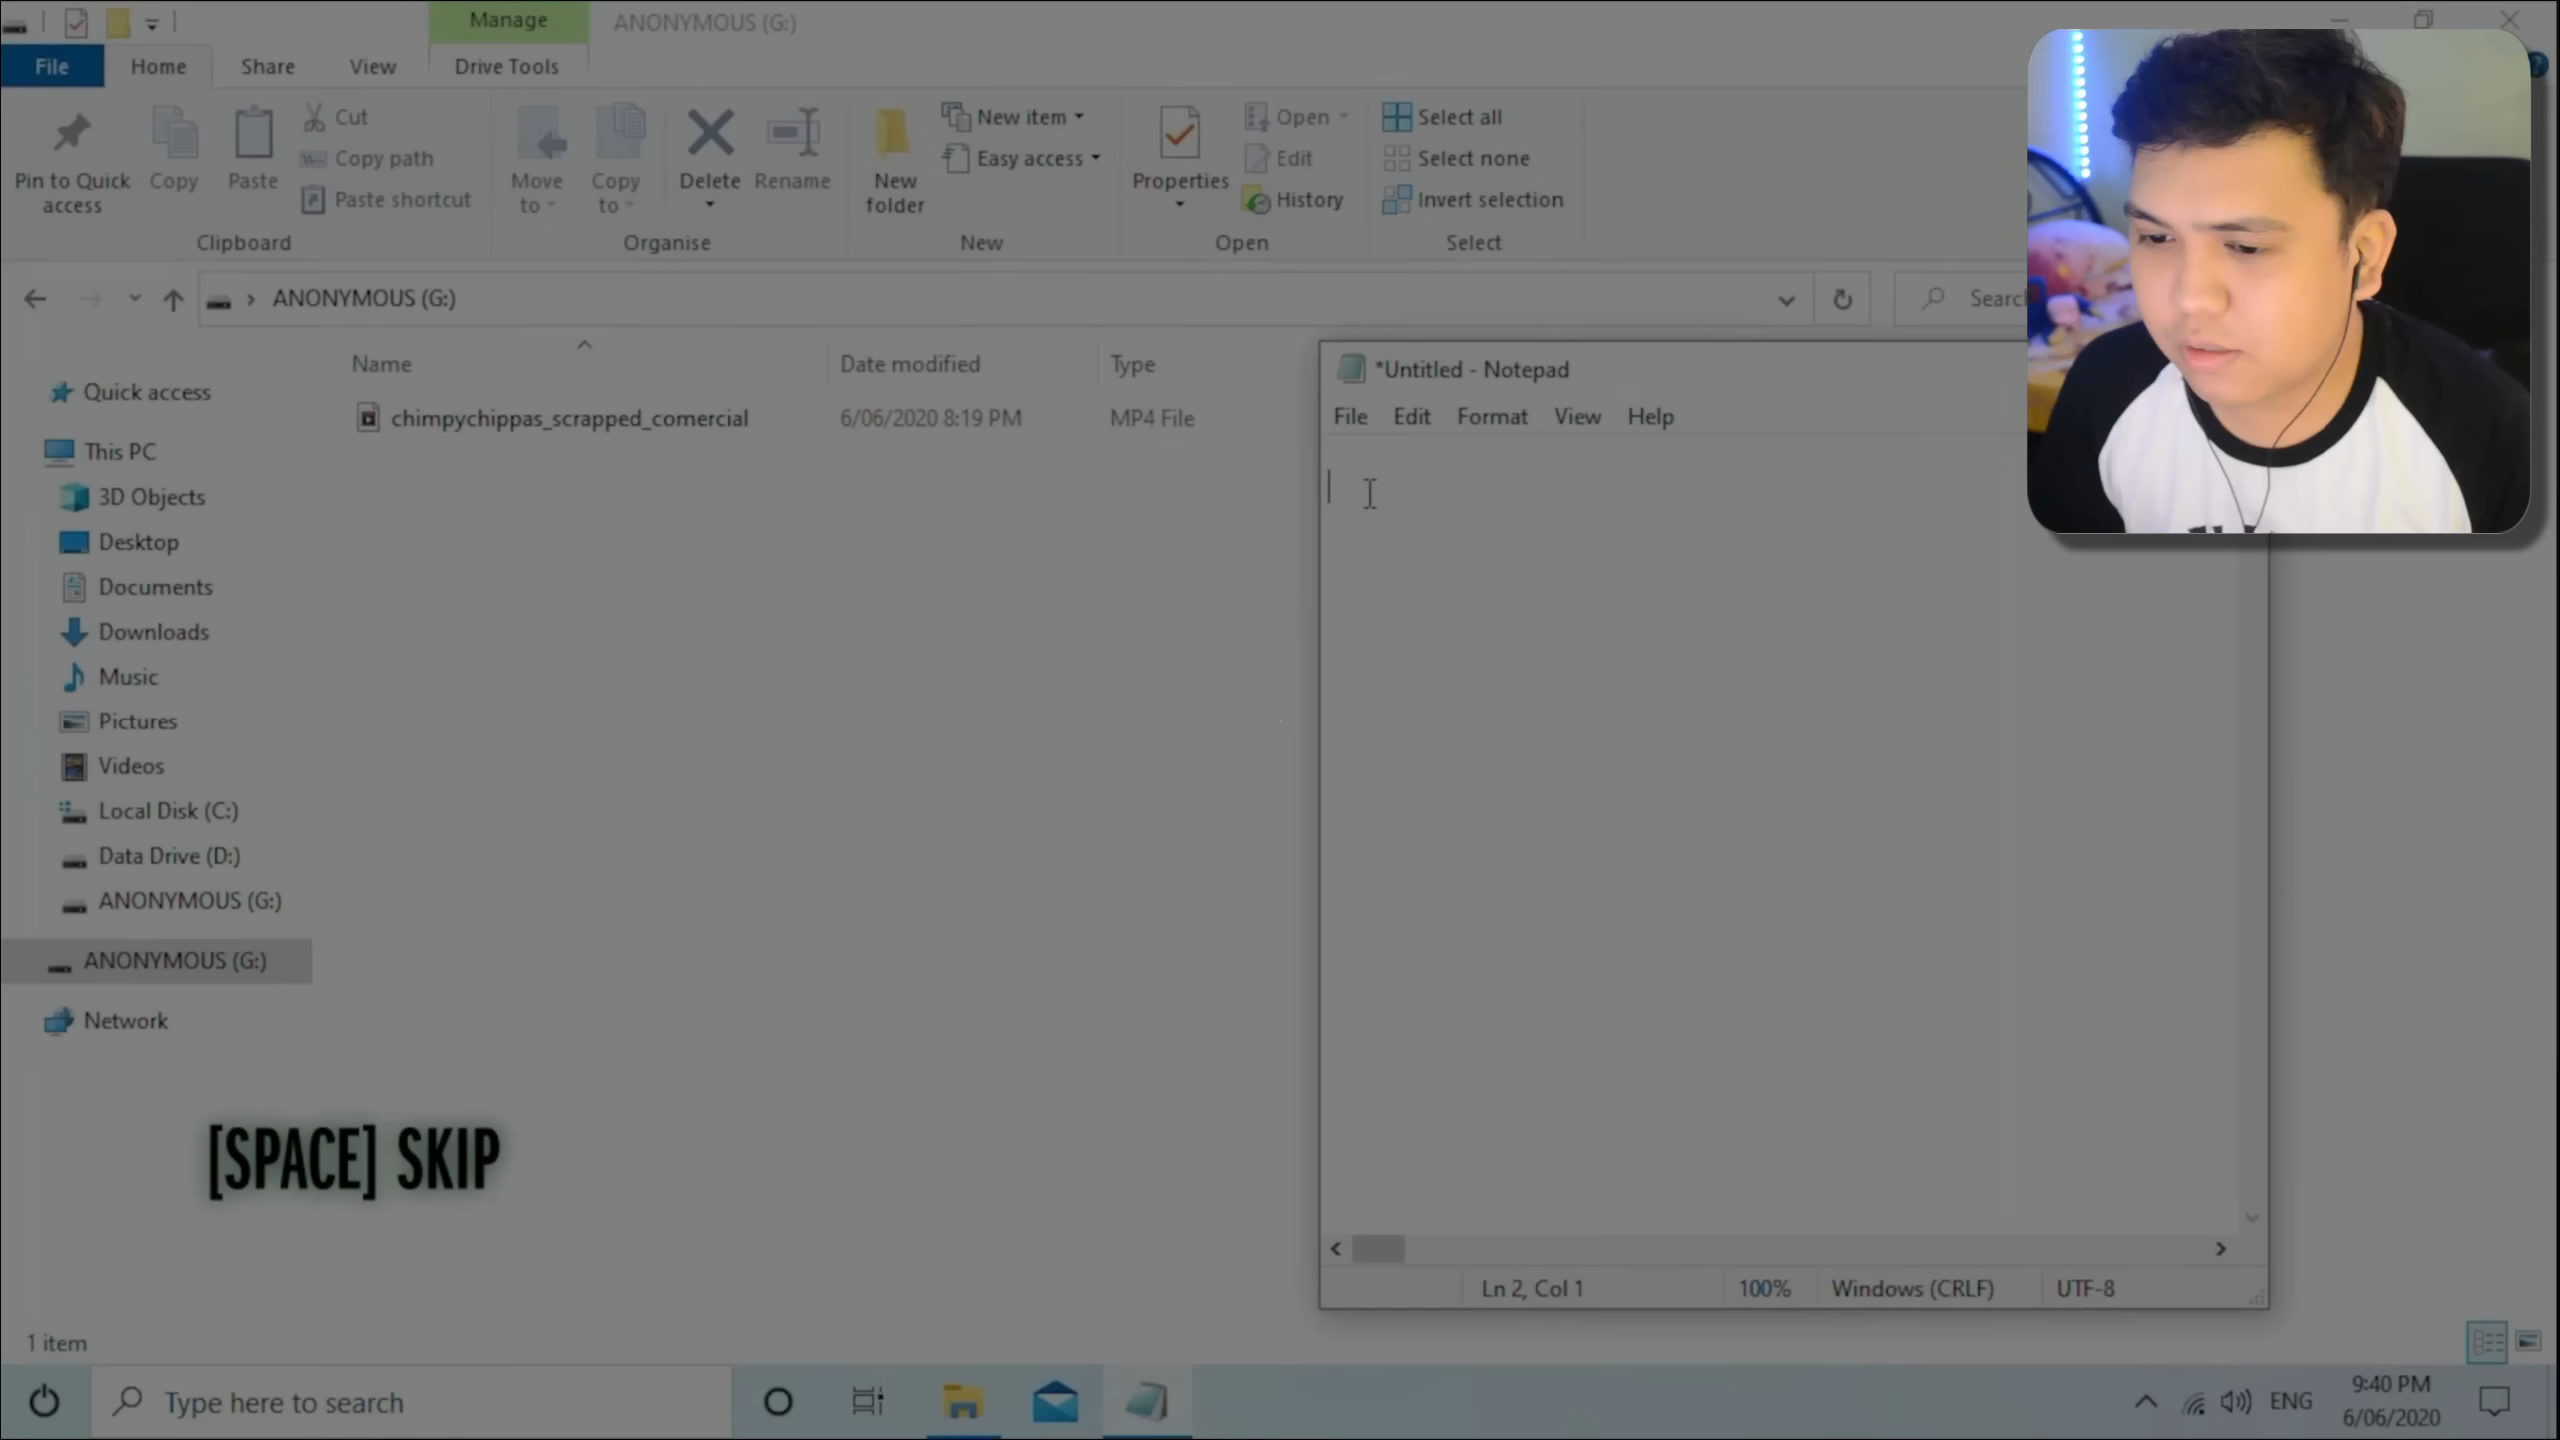 Manage
ANONYMOUS (G:)
File
Home
Share
View
Drive Tools
Pin to Quick access
Copy
Paste
Cut
Copy path
Paste shortcut
Clipboard
Move to
Copy to
Delete
Rename
Organise
New folder
New item
Easy access
New
Properties
Open
Edit
History
Open
Select all
Select none
Invert selection
Select
ANONYMOUS (G:)
Name
Date modified
Type
chimpychippas_scrapped_comercial
6/06/2020 8:19 PM
MP4 File
Quick access
This PC
3D Objects
Desktop
Documents
Downloads
Music
Pictures
Videos
Local Disk (C:)
Data Drive (D:)
ANONYMOUS (G:)
ANONYMOUS (G:)
Network
*Untitled - Notepad
File Edit Format View Help
Ln 2, Col 1
100%
Windows (CRLF)
UTF-8
[SPACE] SKIP
1 item
Type here to search
ENG
9:40 PM
6/06/2020